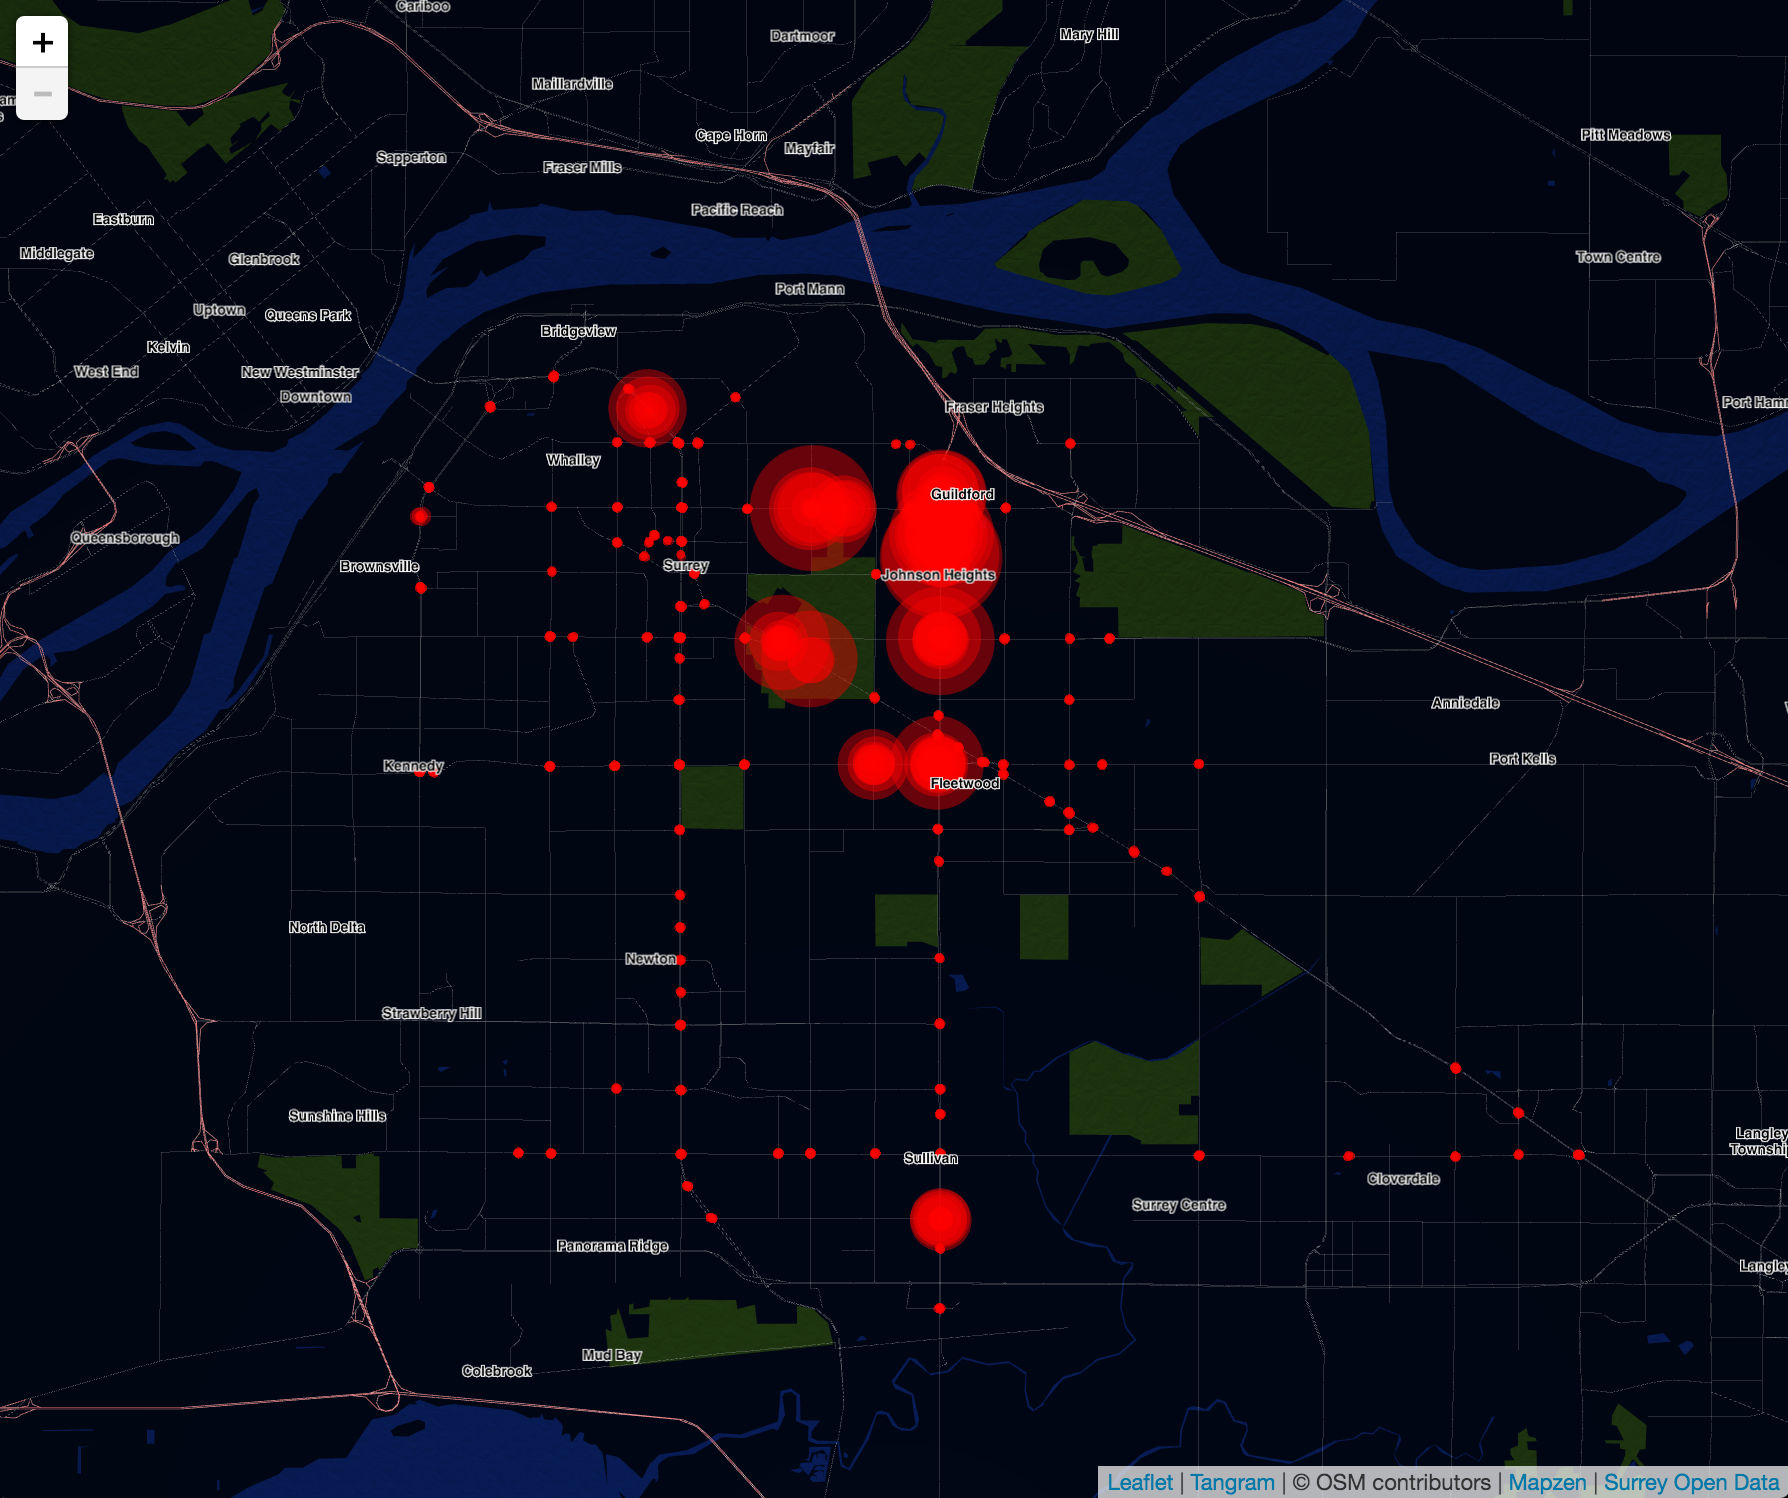 Cariboo
+
Dartmoor
Mary Hill
−
Maillardville
Cape Horn
Pitt Meadows
Mayfair
Sapperton
Fraser Mills
Pacific Reach
Eastburn
Middlegate
Glenbrook
Town Centre
Port Mann
Uptown
Queens Park
Bridgeview
Kelvin
West End
New Westminster
Downtown
Fraser Heights
Whalley
Guildford
Queensborough
Brownsville
Surrey
Johnson Heights
Anniedale
Kennedy
Port Kells
Fleetwood
North Delta
Newton
Strawberry Hill
Sunshine Hills
Langley
Sullivan
Cloverdale
Surrey Centre
Panorama Ridge
Langley
Mud Bay
Colebrook
Leaflet | Tangram | © OSM contributors | Mapzen | Surrey Open Data